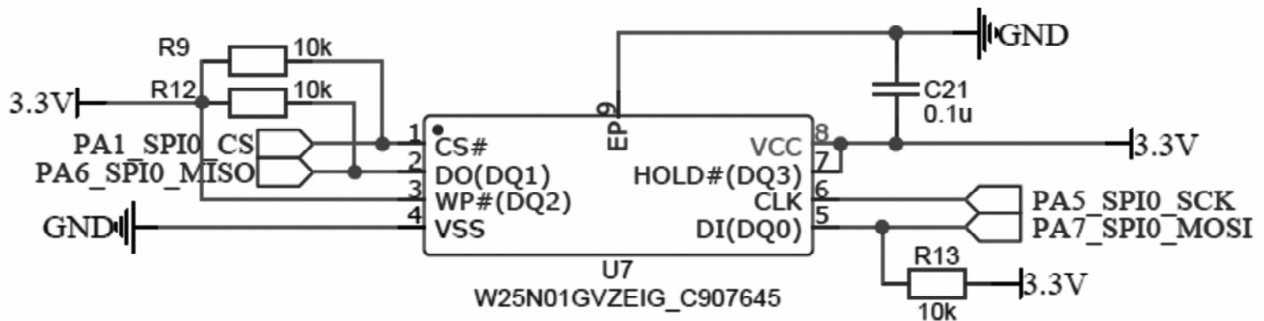 R9 10k
GND
R12 10k
C21
0.1u
3.3V
EP 9
PA1_SPI0_CS 1 CS# VCC 8 3.3V
PA6_SPI0_MISO 2 DO(DQ1) HOLD#(DQ3) 7
3 WP#(DQ2) CLK 6 PA5_SPI0_SCK
GND 4 VSS DI(DQ0) 5 PA7_SPI0_MOSI
U7
W25N01GVZEIG_C907645
R13
10k
3.3V